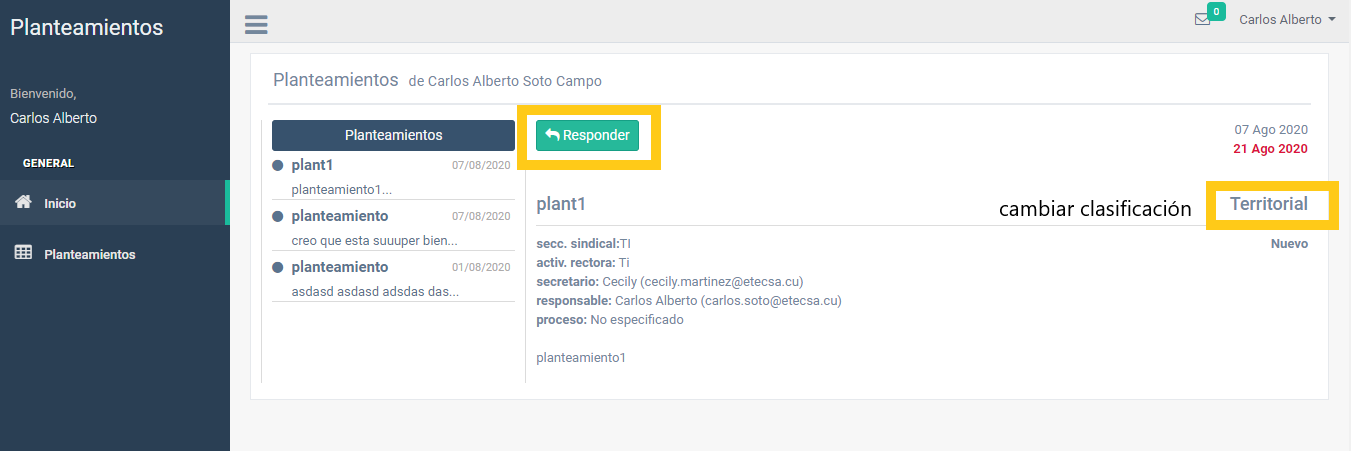 Planteamientos
0
Carlos Alberto
Bienvenido,
Carlos Alberto
GENERAL
Inicio
Planteamientos
Planteamientos de Carlos Alberto Soto Campo
Planteamientos
plant1 07/08/2020
planteamiento1...
planteamiento 07/08/2020
creo que esta suuuper bien...
planteamiento 01/08/2020
asdasd asdasd adsdas das...
Responder
07 Ago 2020
21 Ago 2020
plant1
cambiar clasificación
Territorial
Nuevo
secc. sindical:TI
activ. rectora: Ti
secretario: Cecily (cecily.martinez@etecsa.cu)
responsable: Carlos Alberto (carlos.soto@etecsa.cu)
proceso: No especificado
planteamiento1